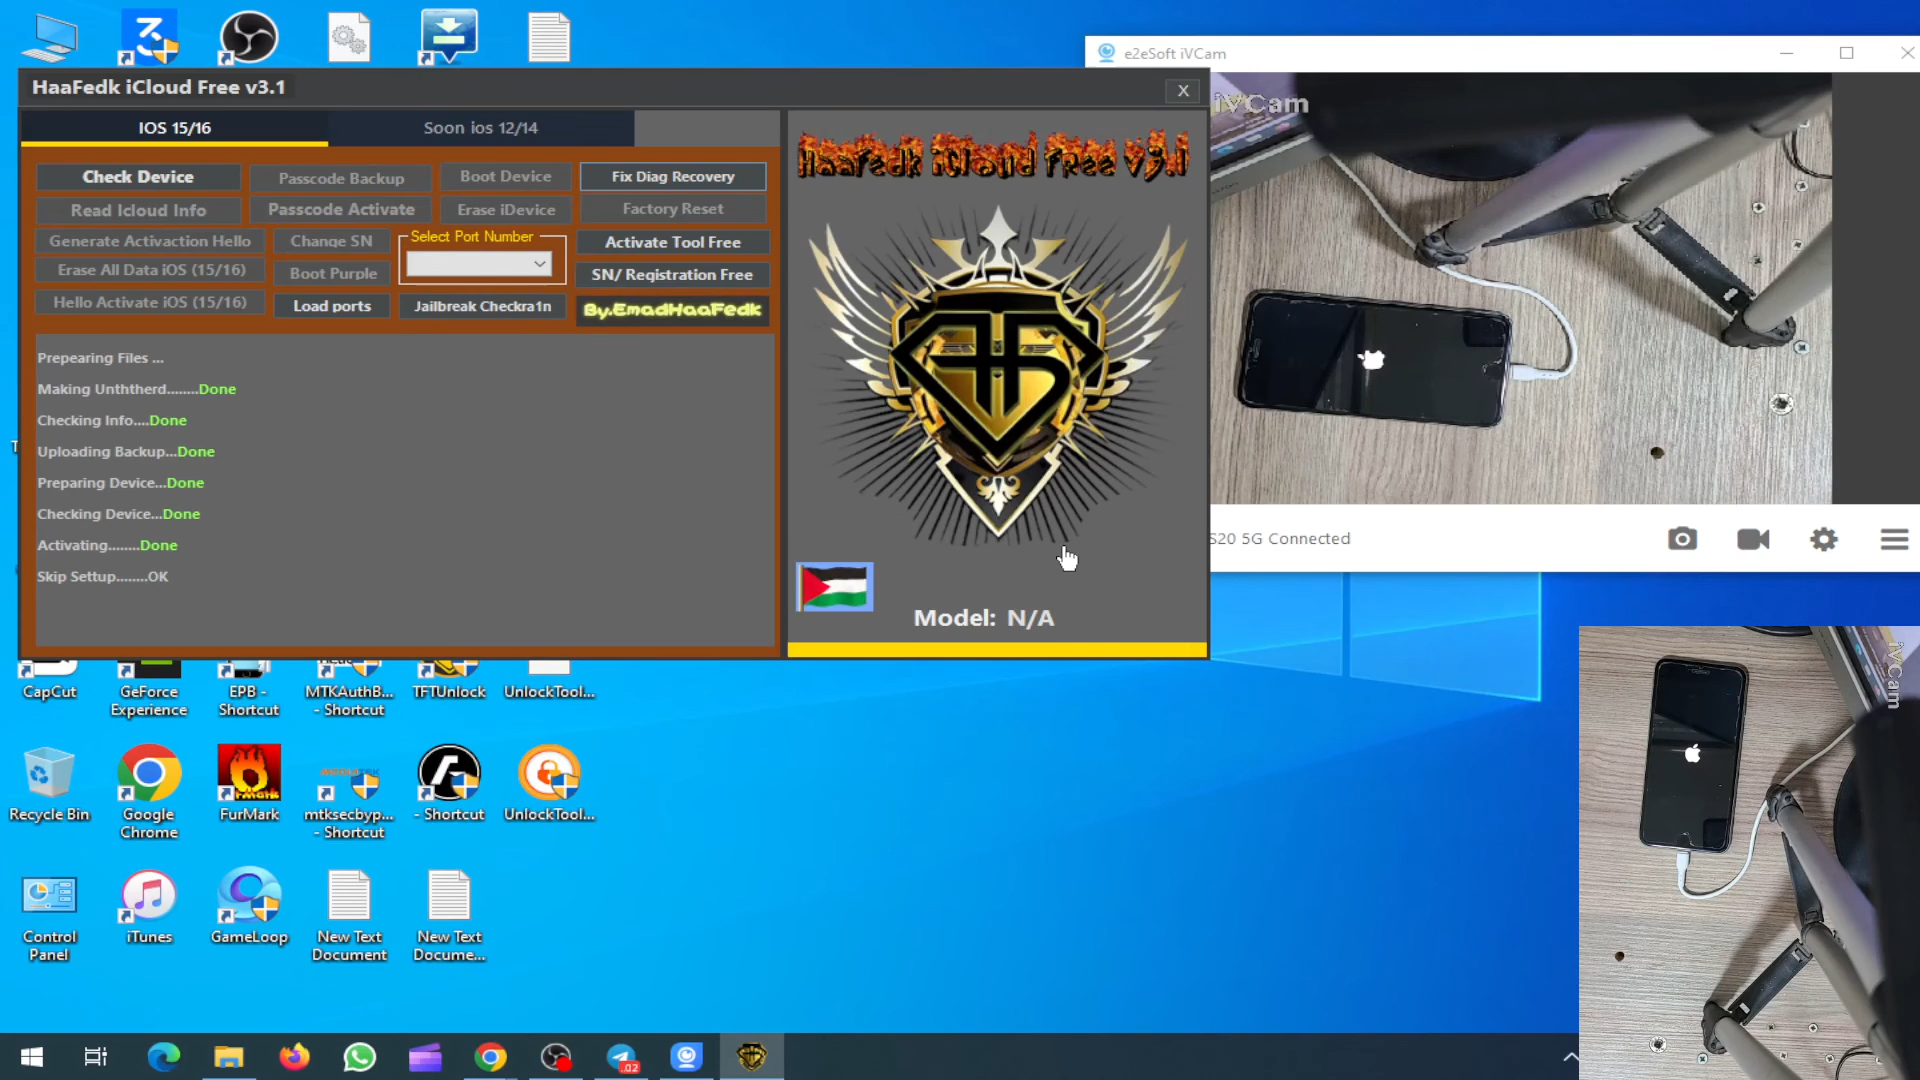 e2eSoft iVCam
HaaFedk iCloud Free v3.1
X
IOS 15/16
Soon ios 12/14
Check Device
Passcode Backup
Boot Device
Fix Diag Recovery
Read Icloud Info
Passcode Activate
Erase iDevice
Factory Reset
Generate Activaction Hello
Change SN
Select Port Number
Activate Tool Free
Erase All Data iOS (15/16)
Boot Purple
SN/ Registration Free
Hello Activate iOS (15/16)
Load ports
Jailbreak Checkra1n
By.EmadHaaFedk
Prepearing Files ...
Making Unththerd........Done
Checking Info....Done
Uploading Backup...Done
Preparing Device...Done
Checking Device...Done
Activating........Done
Skip Settup........OK
HaaFedk iCloud Free v3.1
Model: N/A
iVCam
S20 5G Connected
iVCam
CapCut
GeForce
Experience
EPB -
Shortcut
MTKAuthB...
- Shortcut
TFTUnlock
UnlockTool...
Recycle Bin
Google
Chrome
FurMark
mtksecbyp...
- Shortcut
- Shortcut
UnlockTool...
Control
Panel
iTunes
GameLoop
New Text
Document
New Text
Docume...
.02